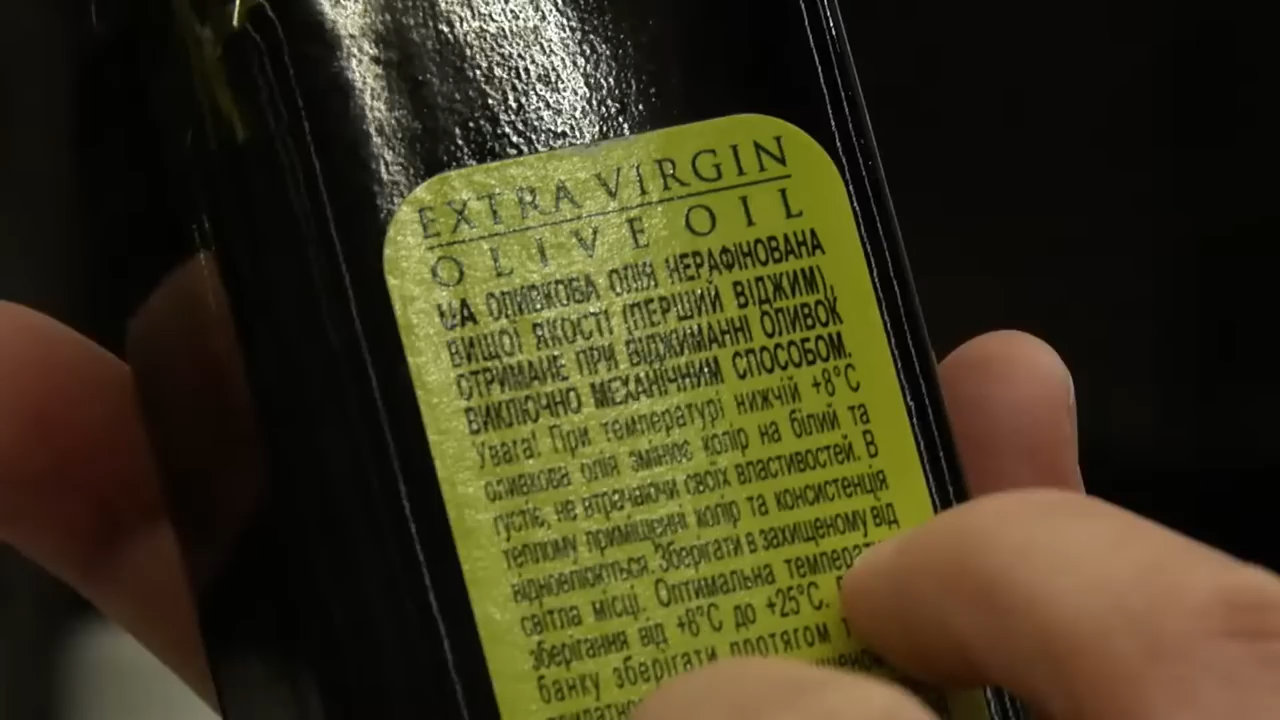 EXTRA VIRGIN
OLIVE OIL
ЦА ОЛИВКОВА ОЛІЯ НЕРАФІНОВАНА
ВИЩОЇ ЯКОСТІ (ПЕРШИЙ ВІДЖИМ),
ОТРИМАНЕ ПРИ ВІДЖИМАННІ ОЛИВОК
ВИКЛЮЧНО МЕХАНІЧНИМ СПОСОБОМ.
Увага! При температурі нижчій +8°С
оливкова олія змінює колір на білий та
густіє, не втрачаючи своїх властивостей. В
теплому приміщенні колір та консистенція
відновлюються. Зберігати в захищеному від
світла місці. Оптимальна
зберігання від +8°С до +25°С.
банку зберігати протягом